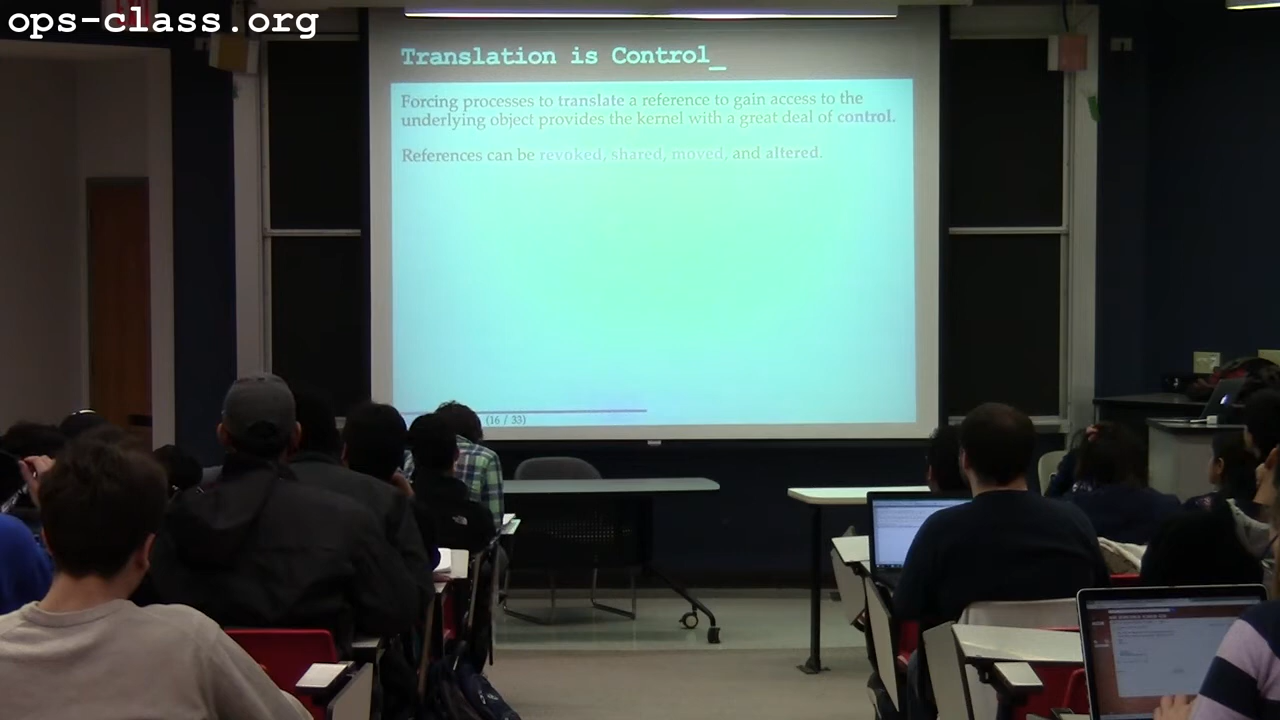 ops-class.org
Translation is Control_
Forcing processes to translate a reference to gain access to the
underlying object provides the kernel with a great deal of control.
References can be revoked, shared, moved, and altered.
(16 / 33)